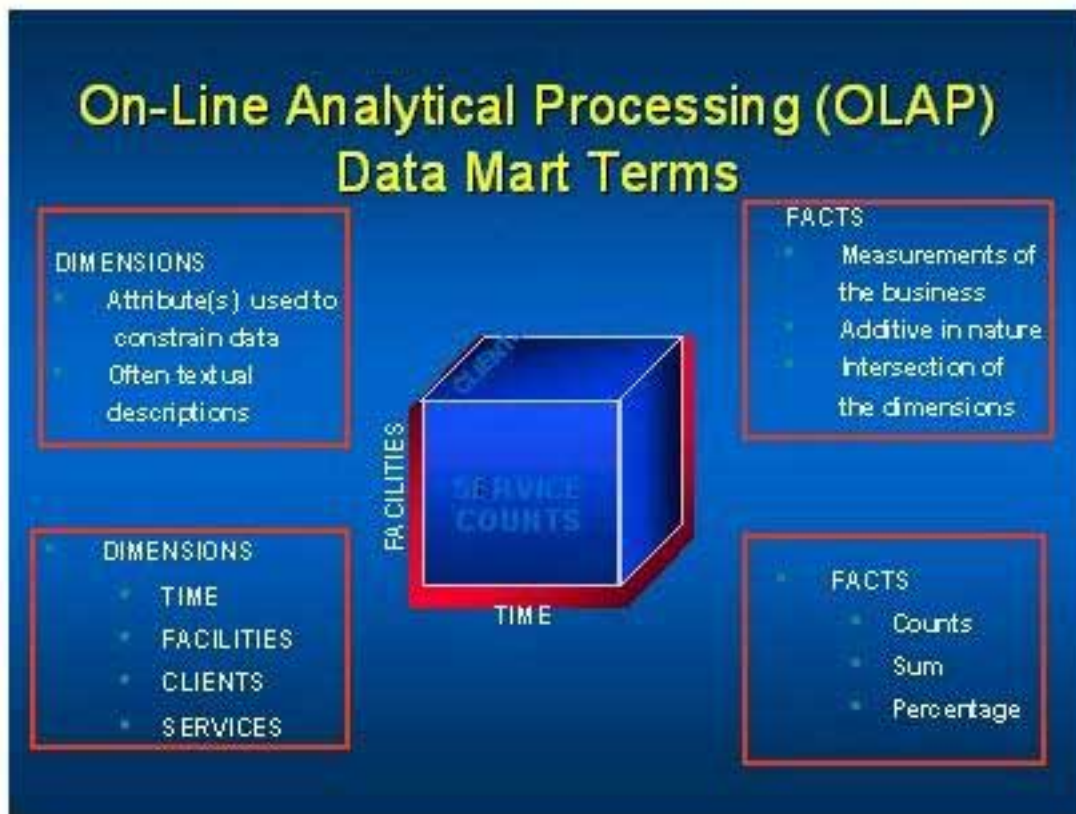 On-Line Analytical Processing (OLAP)
Data Mart Terms
DIMENSIONS
Attribute(s) used to
constrain data
Often textual
descriptions
FACTS
Measurements of
the business
Additive in nature
Intersection of
the dimensions
FACILITIES
SERVICE
COUNTS
TIME
DIMENSIONS
TIME
FACILITIES
CLIENTS
SERVICES
FACTS
Counts
Sum
Percentage